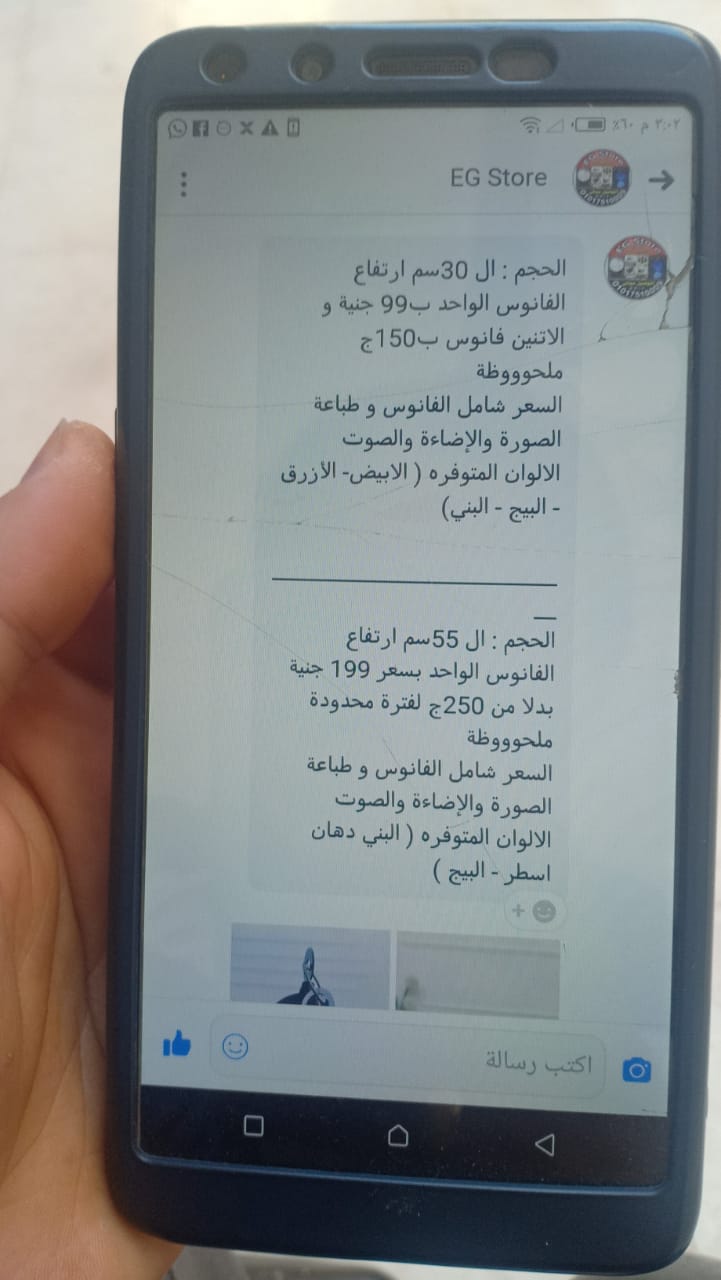 ٣:٠٢ م ٪٦٠
EG Store
الحجم : ال 30سم ارتفاع
الفانوس الواحد ب99 جنية و
الاتنين فانوس ب150ج
ملحوووظة
السعر شامل الفانوس و طباعة
الصورة والإضاءة والصوت
الالوان المتوفره ( الابيض- الأزرق
- البيج - البني)
الحجم : ال 55سم ارتفاع
الفانوس الواحد بسعر 199 جنية
بدلا من 250ج لفترة محدودة
ملحوووظة
السعر شامل الفانوس و طباعة
الصورة والإضاءة والصوت
الالوان المتوفره ( البني دهان
اسطر - البيج )
اكتب رسالة